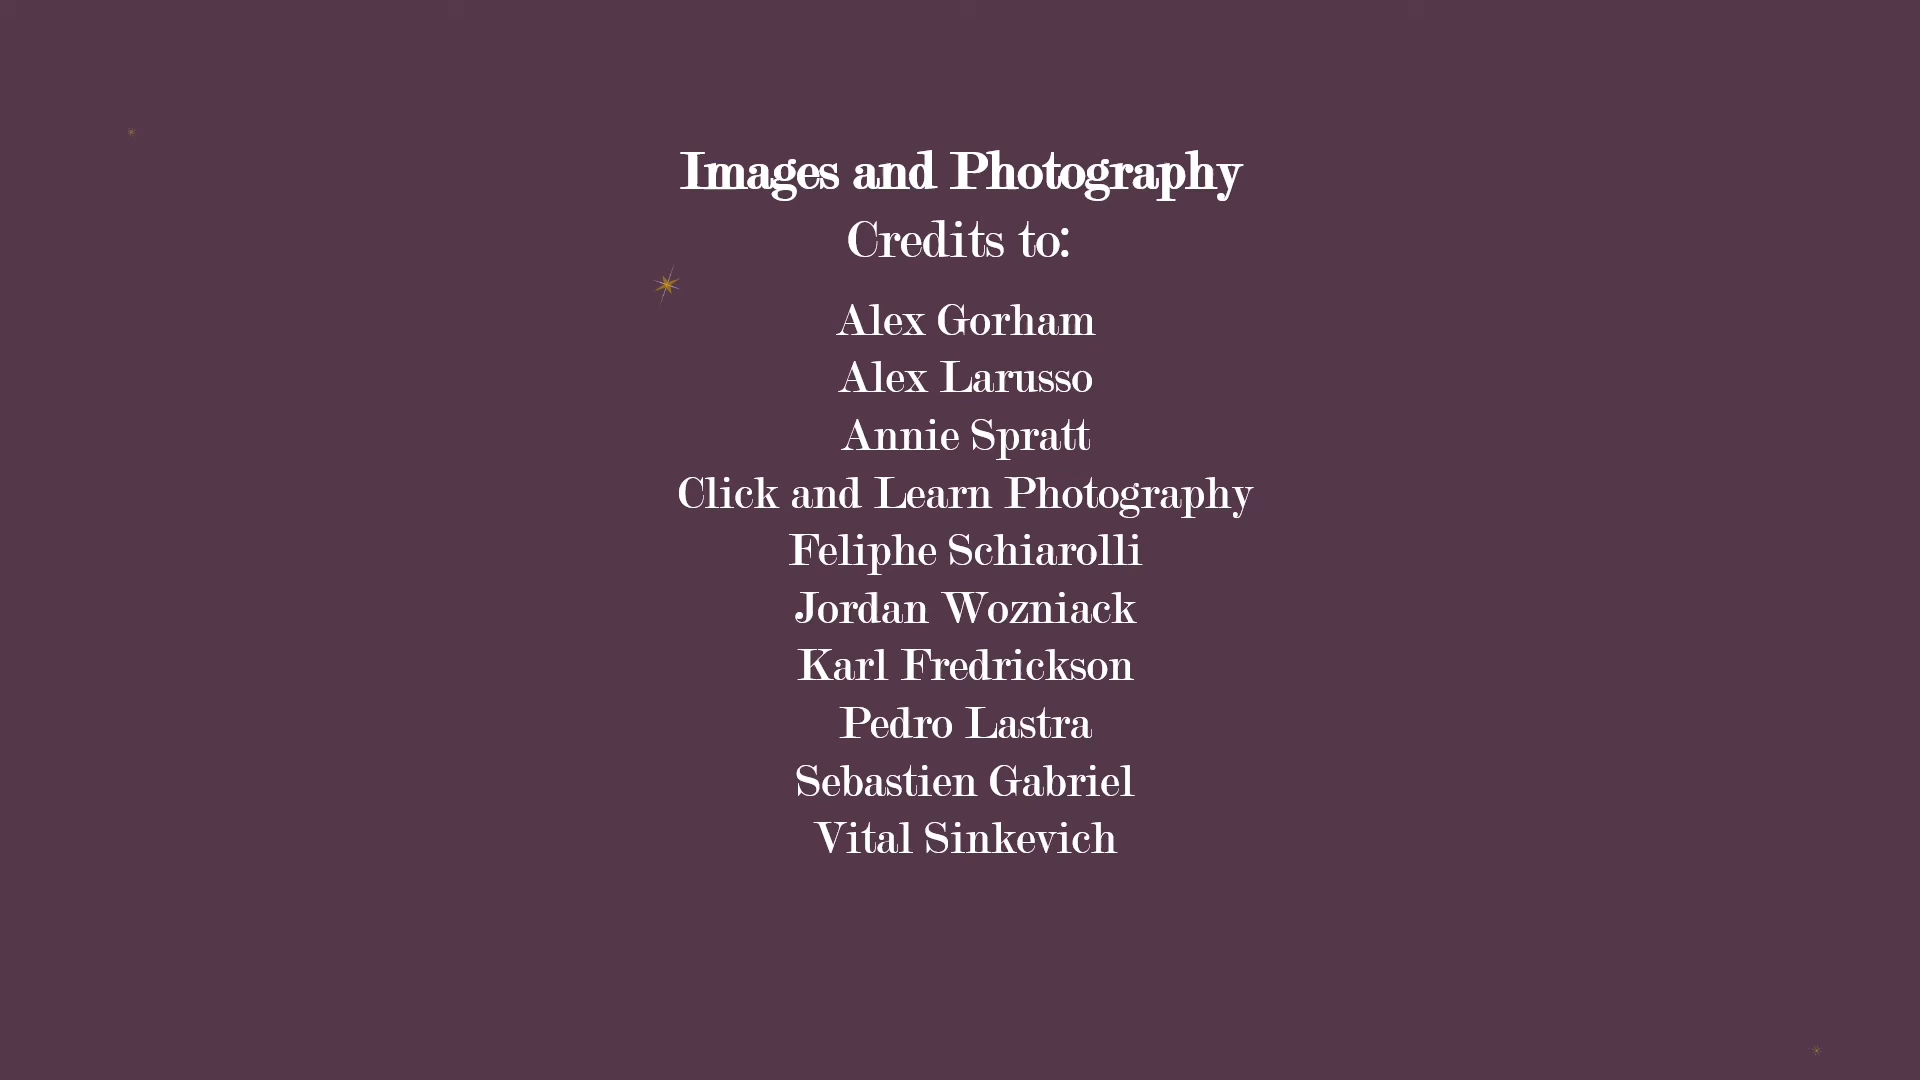 Images and Photography
Credits to:
Alex Gorham
Alex Larusso
Annie Spratt
Click and Learn Photography
Feliphe Schiarolli
Jordan Wozniack
Karl Fredrickson
Pedro Lastra
Sebastien Gabriel
Vital Sinkevich